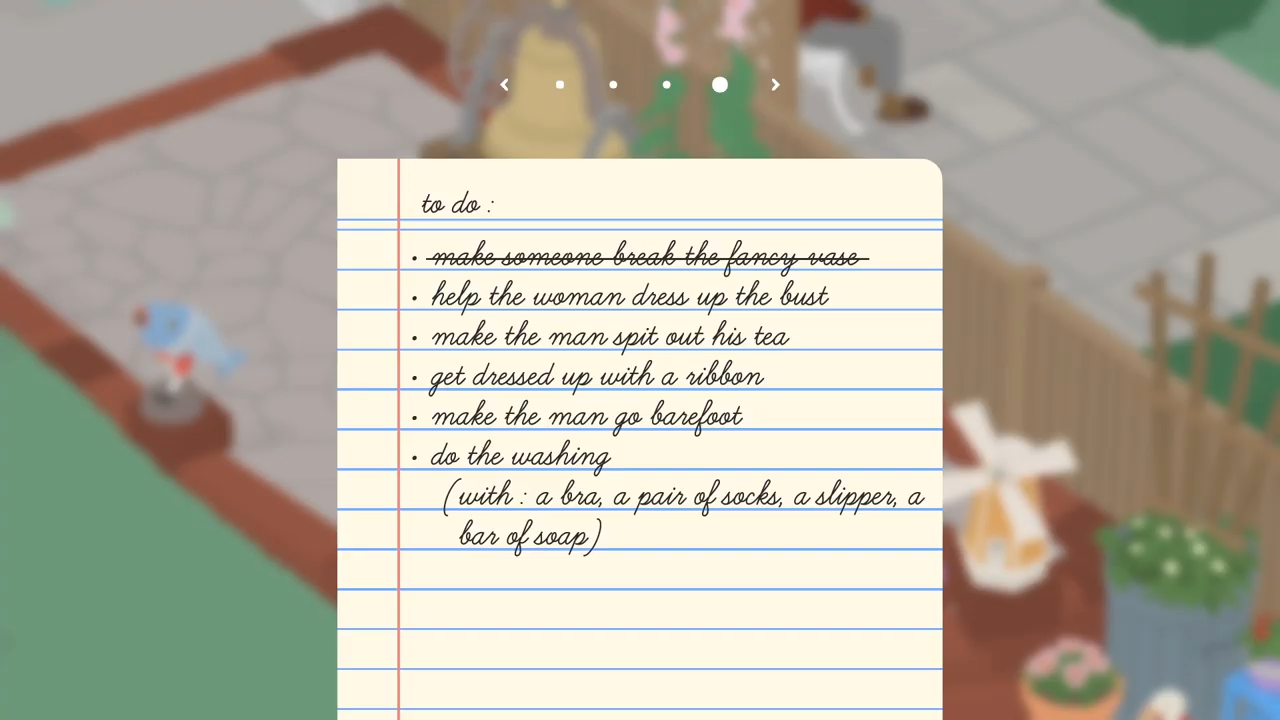 to do :
• make someone break the fancy vase
• help the woman dress up the bust
• make the man spit out his tea
• get dressed up with a ribbon
• make the man go barefoot
• do the washing
(with : a bra, a pair of socks, a slipper, a
bar of soap)